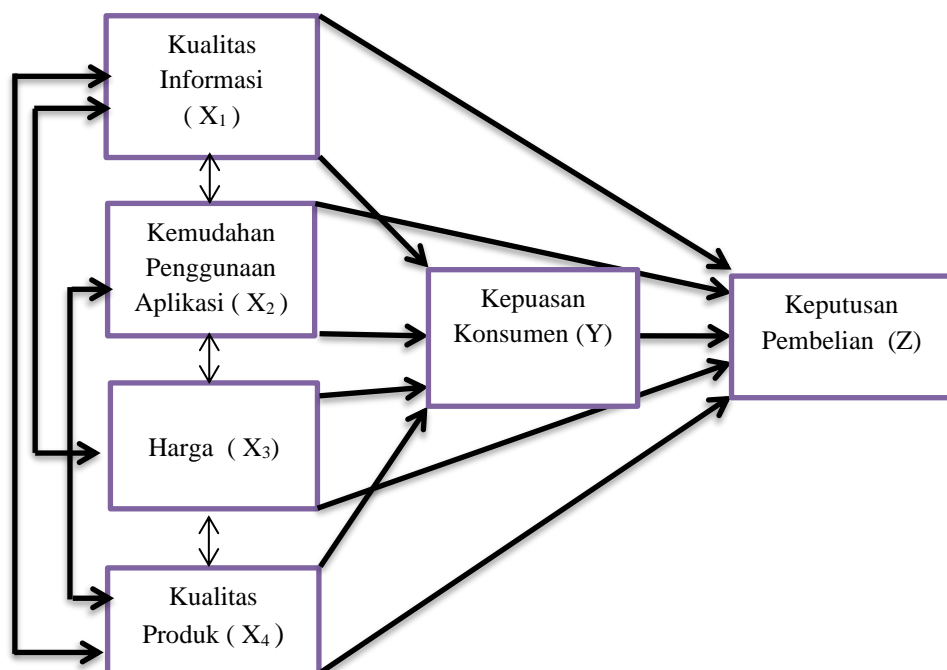 Kualitas
Informasi
( X₁ )
Kemudahan
Penggunaan
Aplikasi ( X₂ )
Harga ( X₃)
Kualitas
Produk ( X₄ )
Kepuasan
Konsumen (Y)
Keputusan
Pembelian (Z)